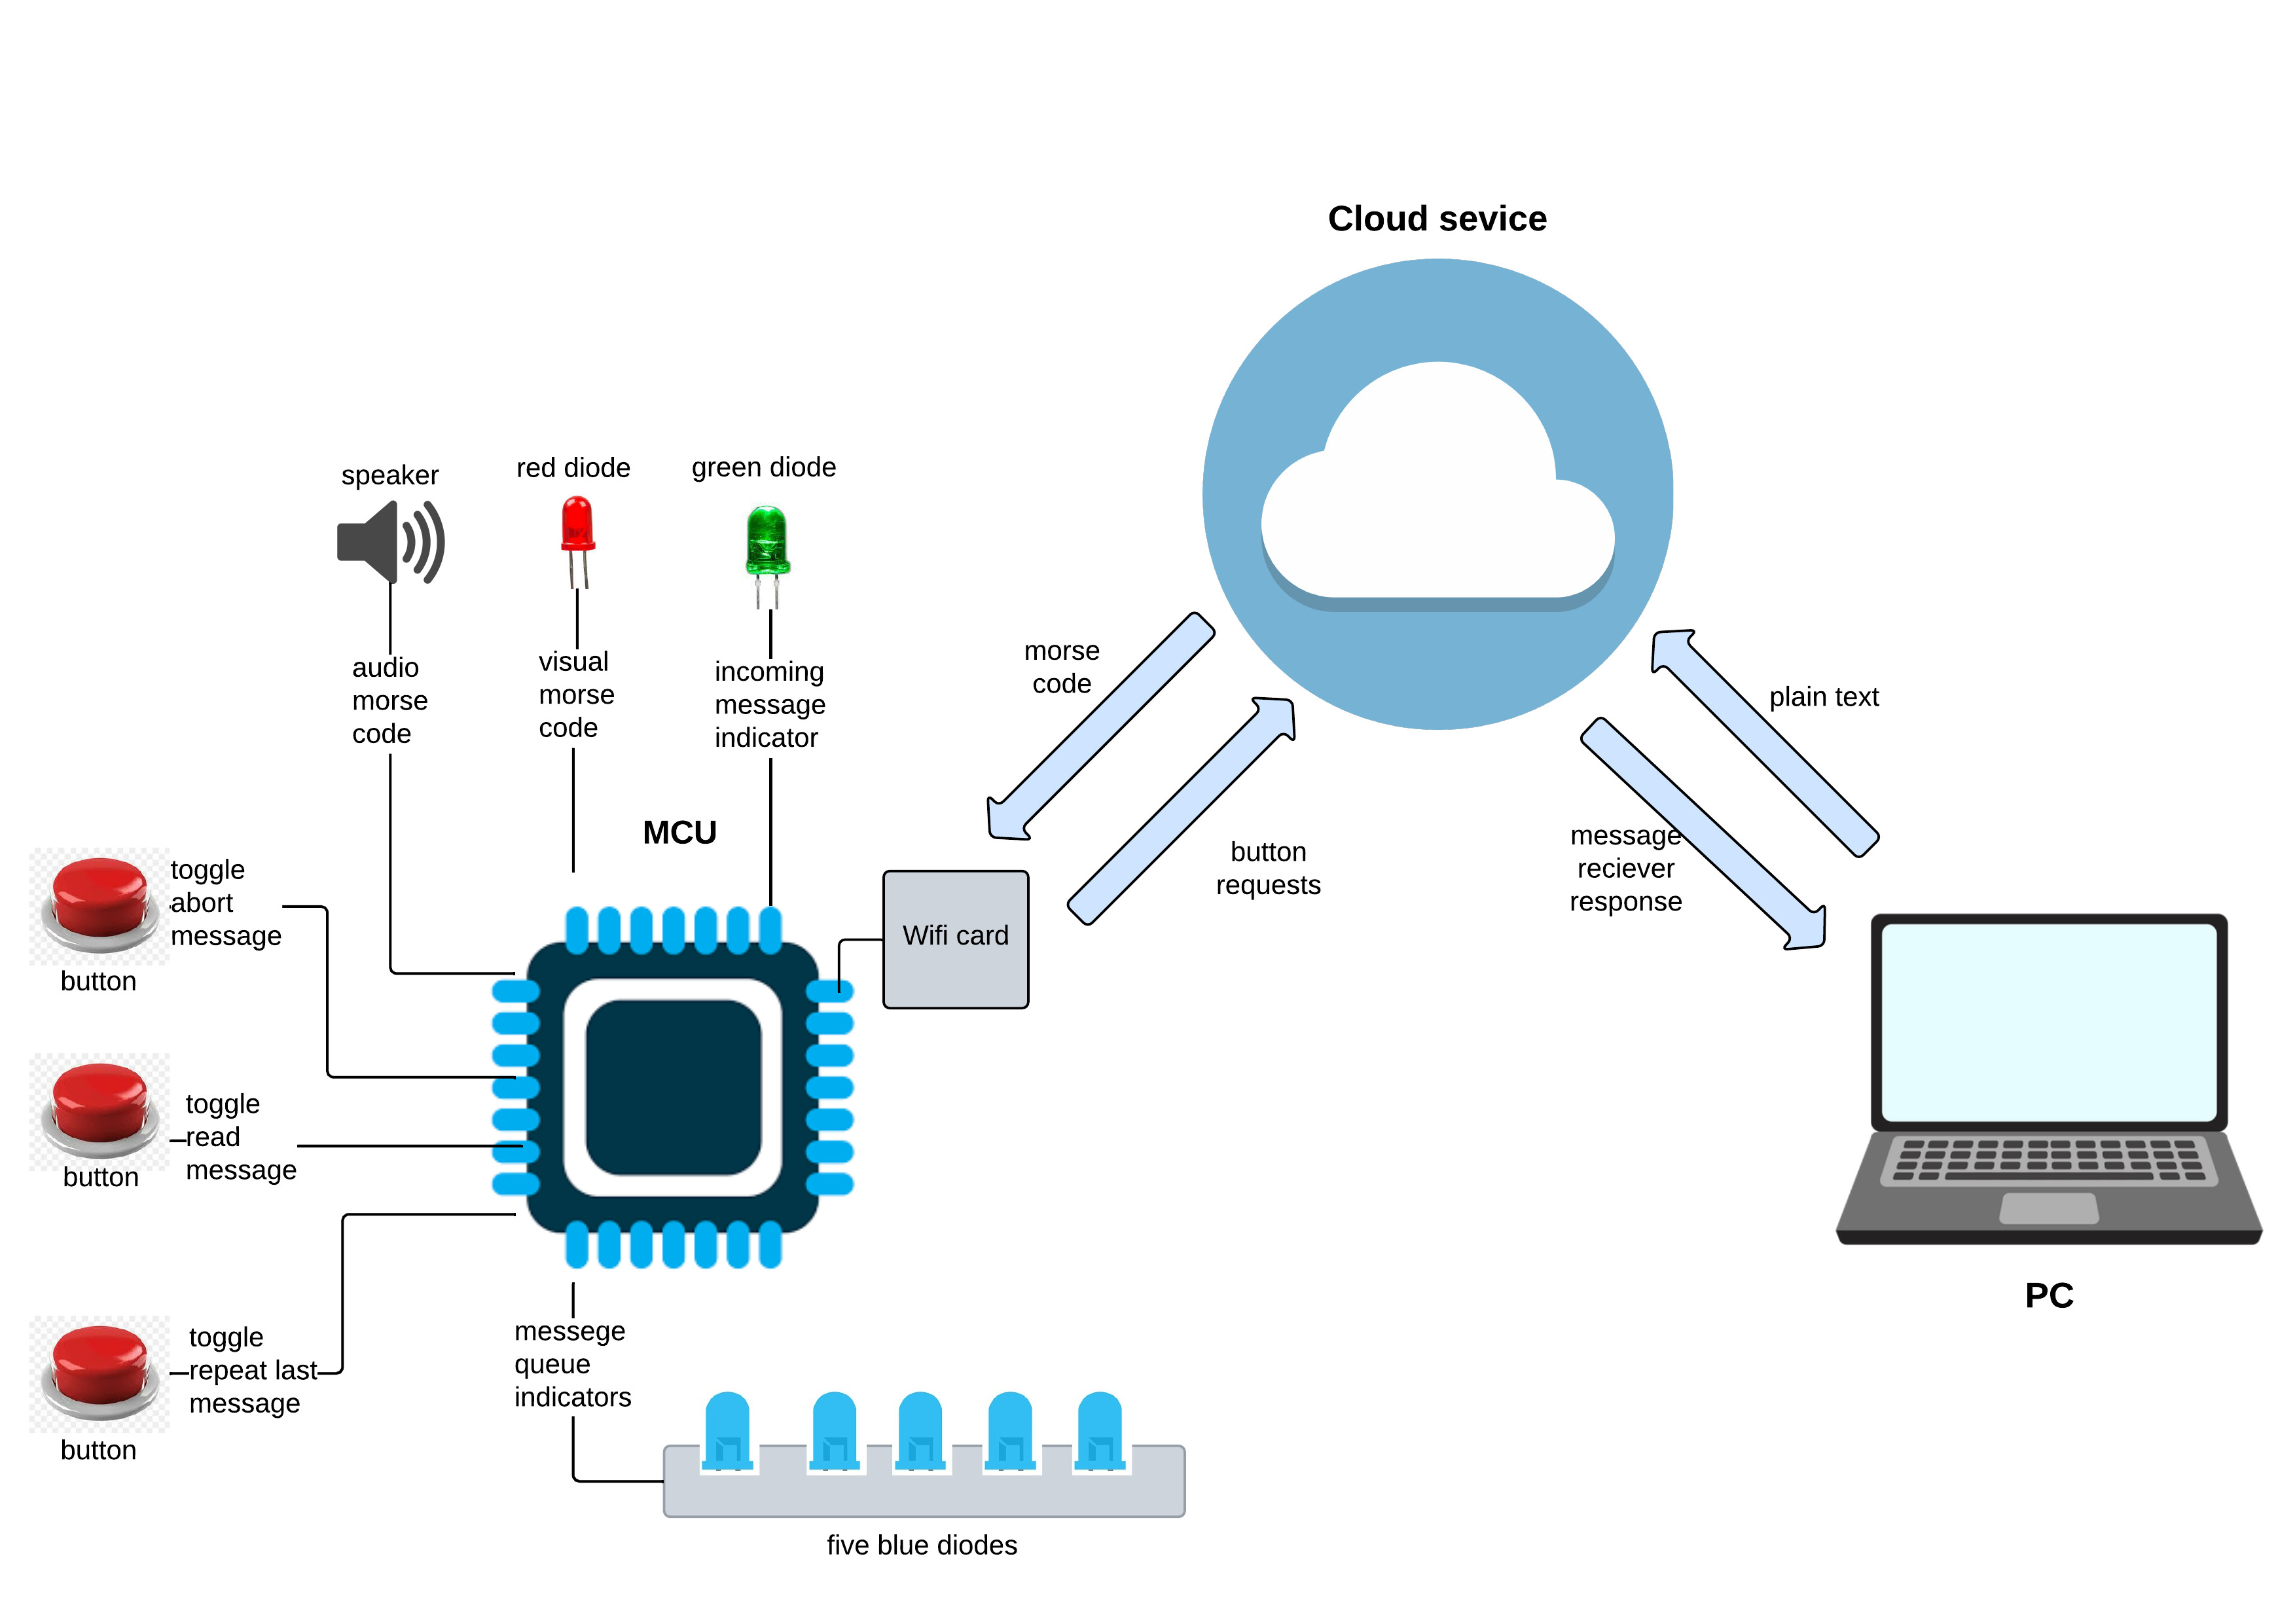 Cloud sevice
speaker
red diode
green diode
audio
morse
code
visual
morse
code
incoming
message
indicator
morse
code
plain text
MCU
button
requests
message
reciever
response
toggle
abort
message
button
Wifi card
toggle
read
message
button
PC
toggle
repeat last
message
button
messege
queue
indicators
five blue diodes